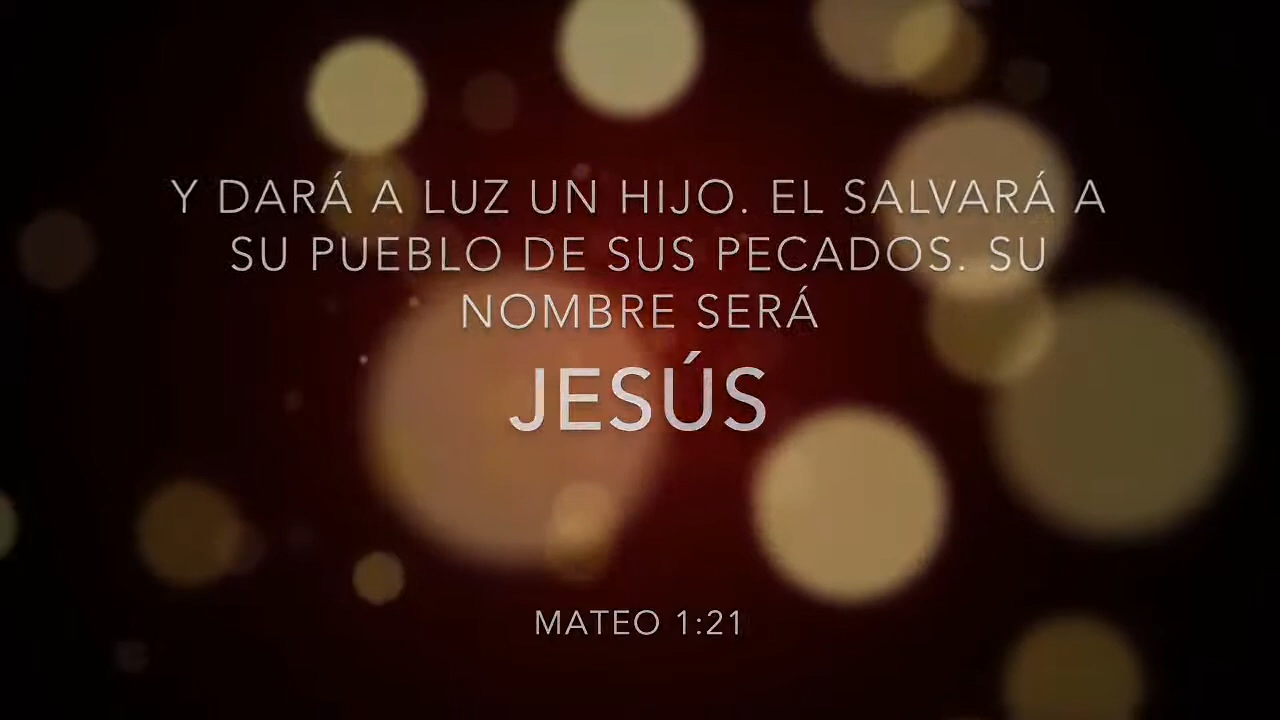 Y DARÁ A LUZ UN HIJO. EL SALVARÁ A
SU PUEBLO DE SUS PECADOS. SU
NOMBRE SERÁ
JESÚS
MATEO 1:21